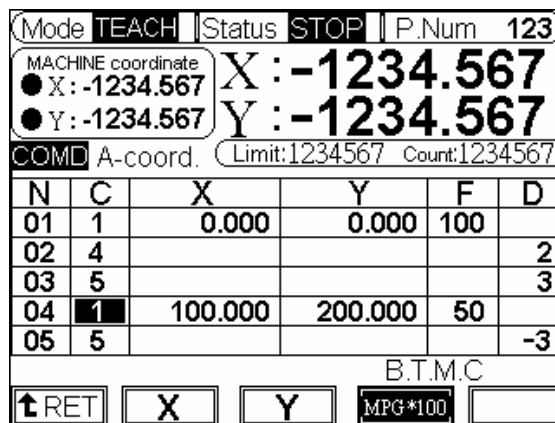 Mode TEACH Status STOP P.Num 123
MACHINE coordinate
X:-1234.567
Y:-1234.567
X:-1234.567
Y:-1234.567
COMD A-coord. Limit:1234567 Count:1234567
N C X Y F D
01 1 0.000 0.000 100
02 4 2
03 5 3
04 1 100.000 200.000 50
05 5 -3
B.T.M.C
RET X Y MPG*100